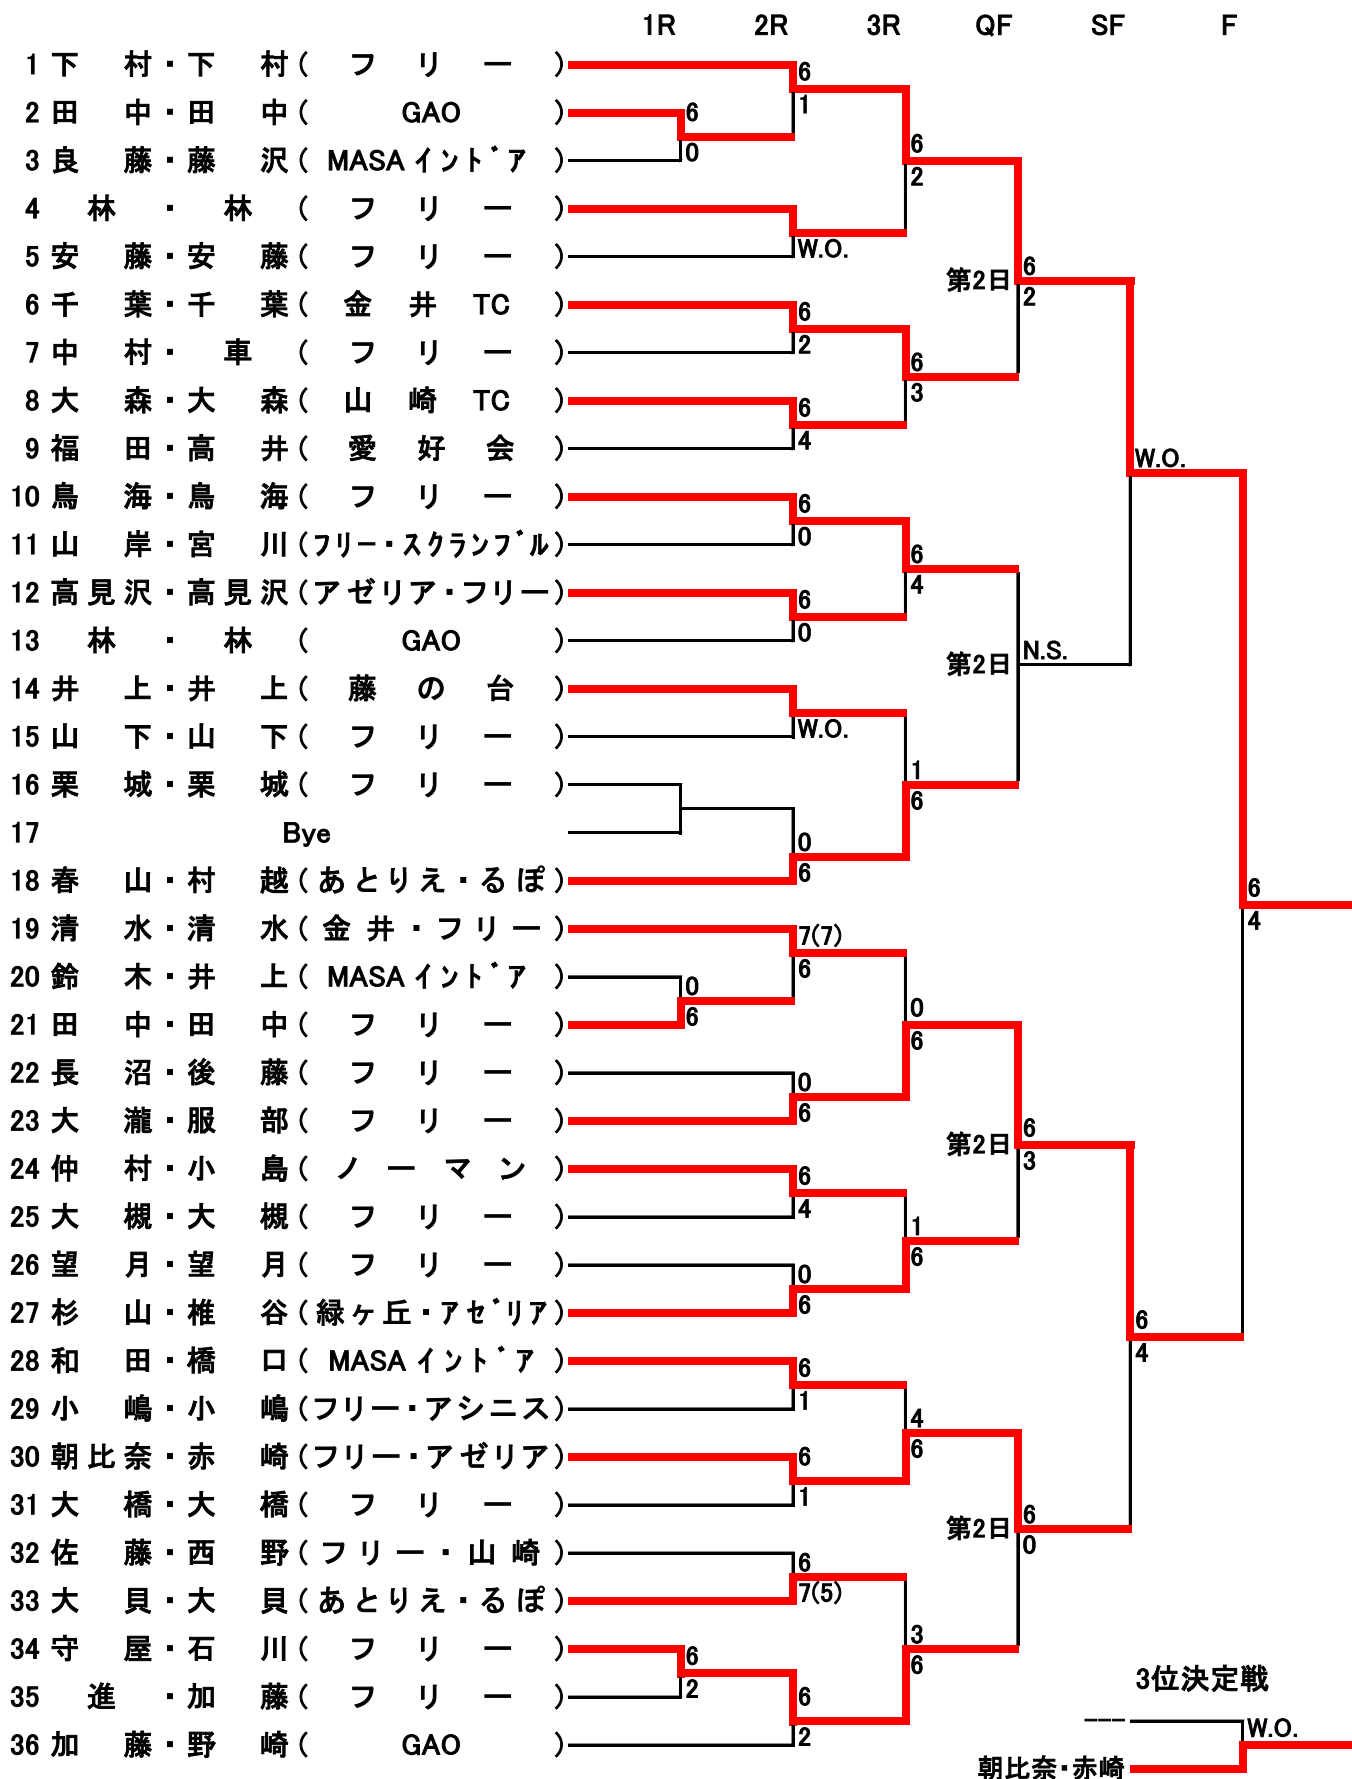 1R 2R 3R QF SF F
1 下村・下村(フリー)
6
2 田中・田中(GAO) 6 1
3 良藤・藤沢(MASAインドア) 0 6
2
4 林・林(フリー)
W.O.
5 安藤・安藤(フリー) 第2日 6
2
6 千葉・千葉(金井TC) 6
7 中村・車(フリー) 2 6
3
8 大森・大森(山崎TC) 6
9 福田・高井(愛好会) 4 W.O.
10 鳥海・鳥海(フリー) 6
11 山岸・宮川(フリー・スクランブル) 0 6
4
12 高見沢・高見沢(アゼリア・フリー) 6
13 林・林(GAO) 0 第2日 N.S.
14 井上・井上(藤の台)
W.O.
15 山下・山下(フリー)
1
16 栗城・栗城(フリー) 6
17 Bye 0
18 春山・村越(あとりえ・るぽ) 6 6
4
19 清水・清水(金井・フリー) 7(7)
6
20 鈴木・井上(MASAインドア) 0
21 田中・田中(フリー) 6 0
6
22 長沼・後藤(フリー) 0
23 大瀧・服部(フリー) 6 第2日 6
3
24 仲村・小島(ノーマン) 6
25 大槻・大槻(フリー) 4 1
6
26 望月・望月(フリー) 0
27 杉山・椎谷(緑ヶ丘・アゼリア) 6 6
4
28 和田・橋口(MASAインドア) 6
29 小嶋・小嶋(フリー・アシニス) 1 4
6
30 朝比奈・赤崎(フリー・アゼリア) 6
31 大橋・大橋(フリー) 1 第2日 6
0
32 佐藤・西野(フリー・山崎) 6
33 大貝・大貝(あとりえ・るぽ) 7(5)
34 守屋・石川(フリー) 6 3
6
35 進・加藤(フリー) 2 6
36 加藤・野崎(GAO) 2
3位決定戦
--- W.O.
朝比奈・赤崎